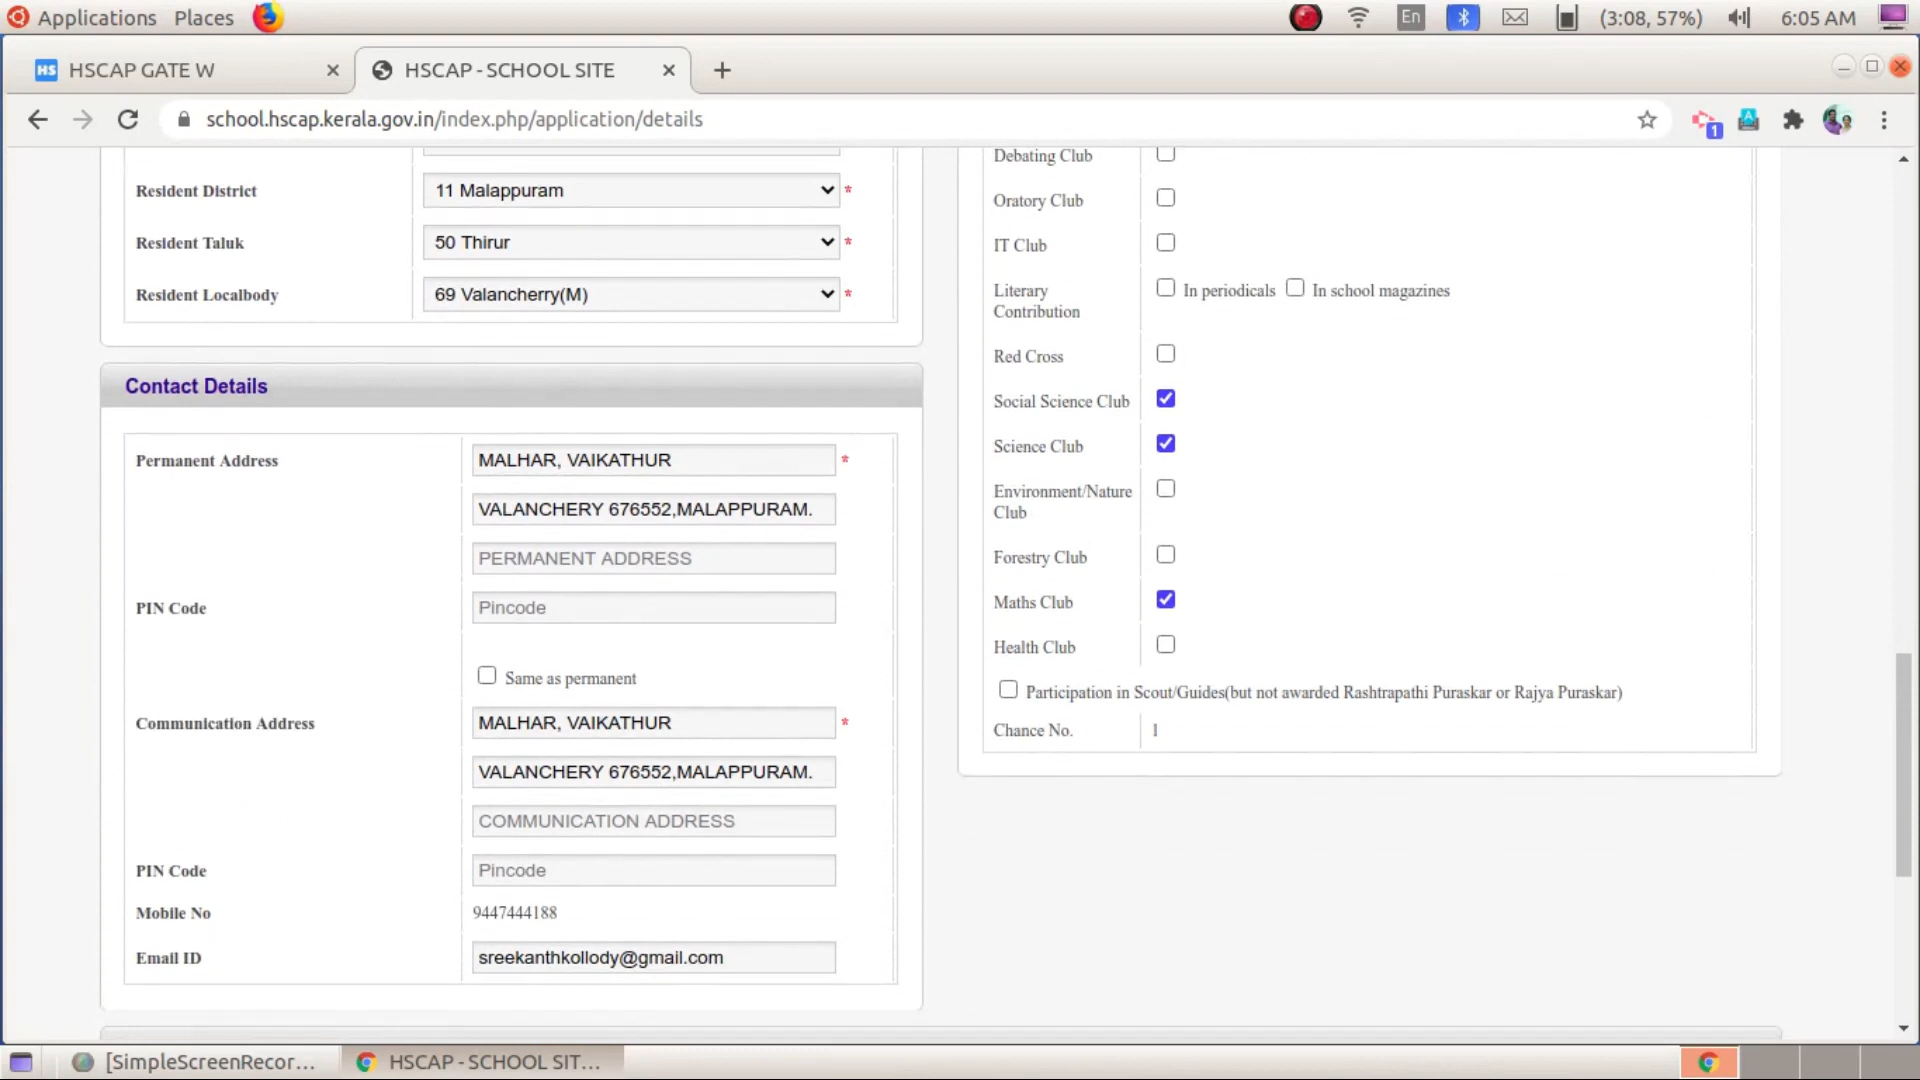 Applications Places En (3:08, 57%) 6:05 AM
HS HSCAP GATE W HSCAP - SCHOOL SITE
school.hscap.kerala.gov.in/index.php/application/details 1
Resident District 11 Malappuram *
Resident Taluk 50 Thirur *
Resident Localbody 69 Valancherry(M) *
Contact Details
Permanent Address MALHAR, VAIKATHUR *
VALANCHERY 676552,MALAPPURAM.
PERMANENT ADDRESS
PIN Code Pincode
Same as permanent
Communication Address MALHAR, VAIKATHUR *
VALANCHERY 676552,MALAPPURAM.
COMMUNICATION ADDRESS
PIN Code Pincode
Mobile No 9447444188
Email ID sreekanthkollody@gmail.com
Debating Club
Oratory Club
IT Club
Literary In periodicals In school magazines
Contribution
Red Cross
Social Science Club
Science Club
Environment/Nature
Club
Forestry Club
Maths Club
Health Club
Participation in Scout/Guides(but not awarded Rashtrapathi Puraskar or Rajya Puraskar)
Chance No. 1
[SimpleScreenRecor... HSCAP - SCHOOL SIT...